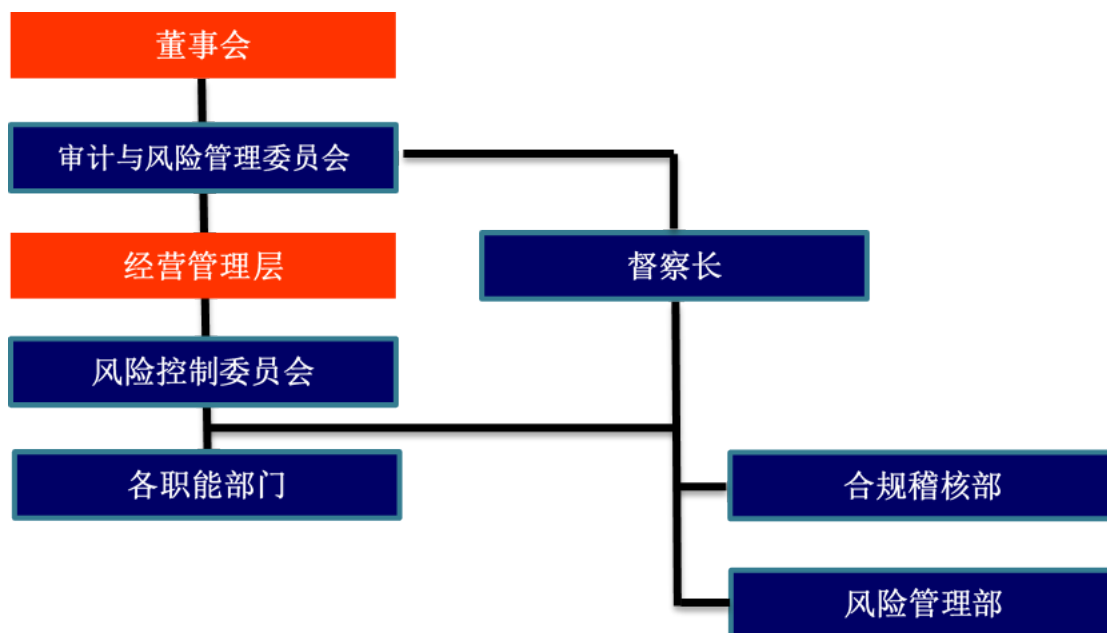 董事会
审计与风险管理委员会
经营管理层
督察长
风险控制委员会
各职能部门
合规稽核部
风险管理部